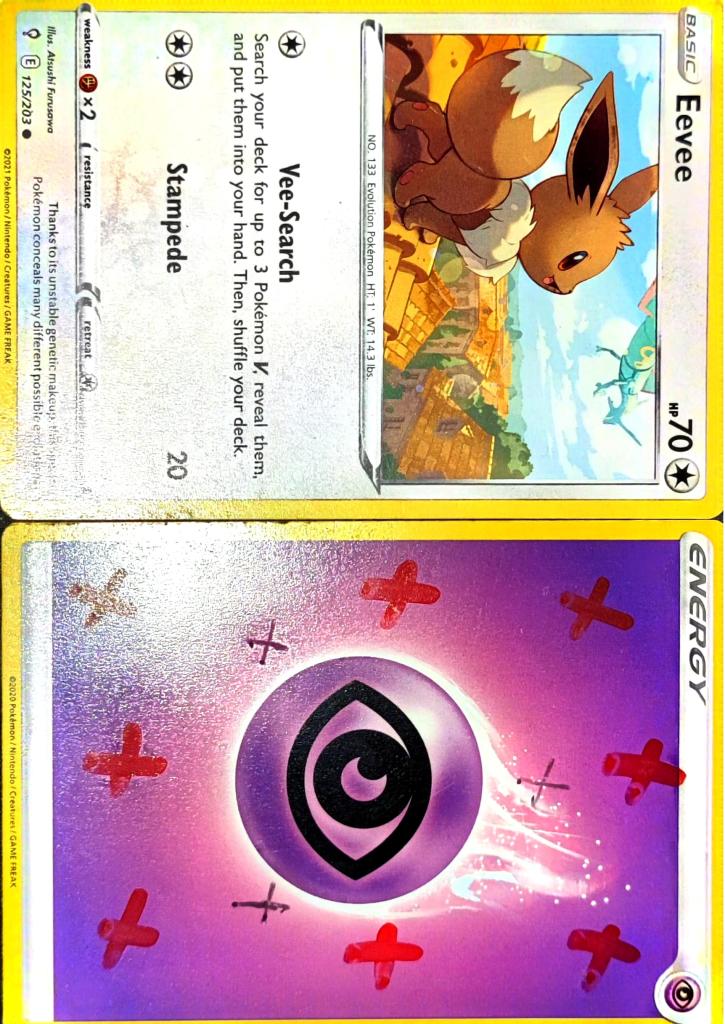 BASIC
Eevee
HP 70
NO. 133 Evolution Pokémon HT: 1' WT: 14.3 lbs.
Vee-Search
Search your deck for up to 3 Pokémon V, reveal them,
and put them into your hand. Then, shuffle your deck.
Stampede 20
weakness ×2 resistance retreat
Thanks to its unstable genetic makeup, this
Pokémon conceals many different possible
Illus. Atsushi Furusawa
E 125/203
©2021 Pokémon / Nintendo / Creatures / GAME FREAK
ENERGY
©2020 Pokémon / Nintendo / Creatures / GAME FREAK